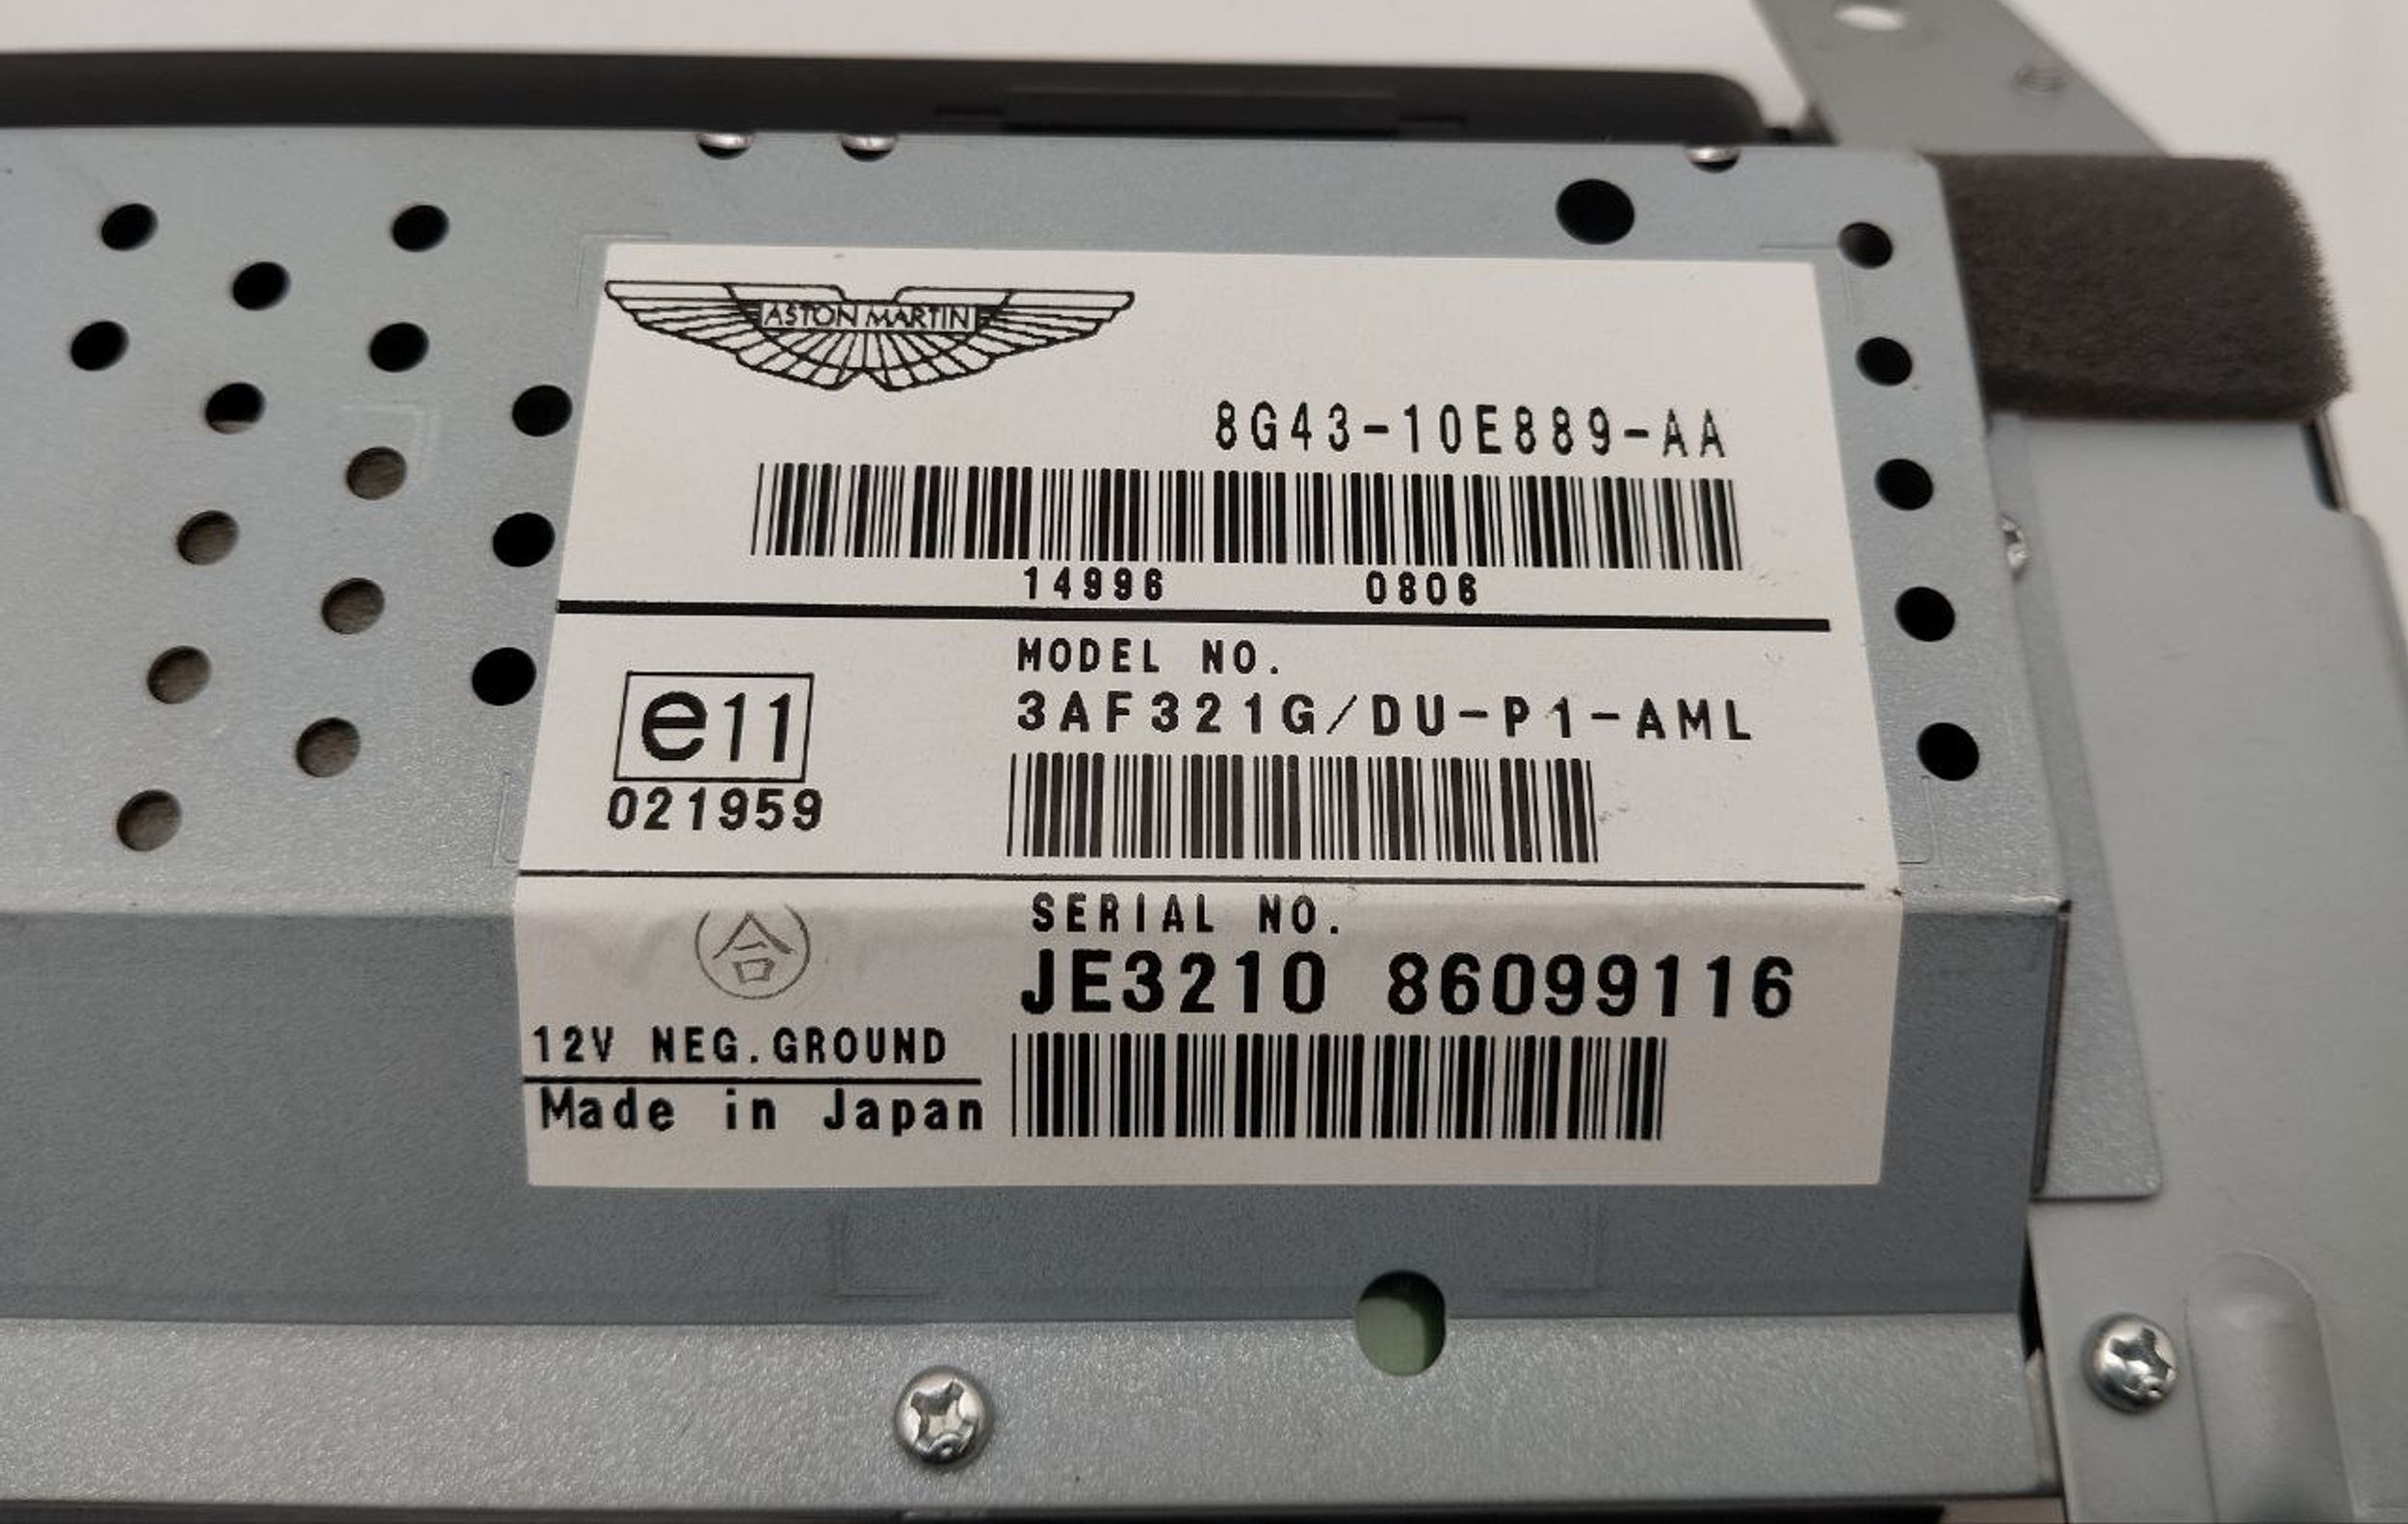 ASTON MARTIN
8G43-10E889-AA
14996 0806
MODEL NO.
3AF321G/DU-P1-AML
e11
021959
SERIAL NO.
合
JE3210 86099116
12V NEG.GROUND
Made in Japan